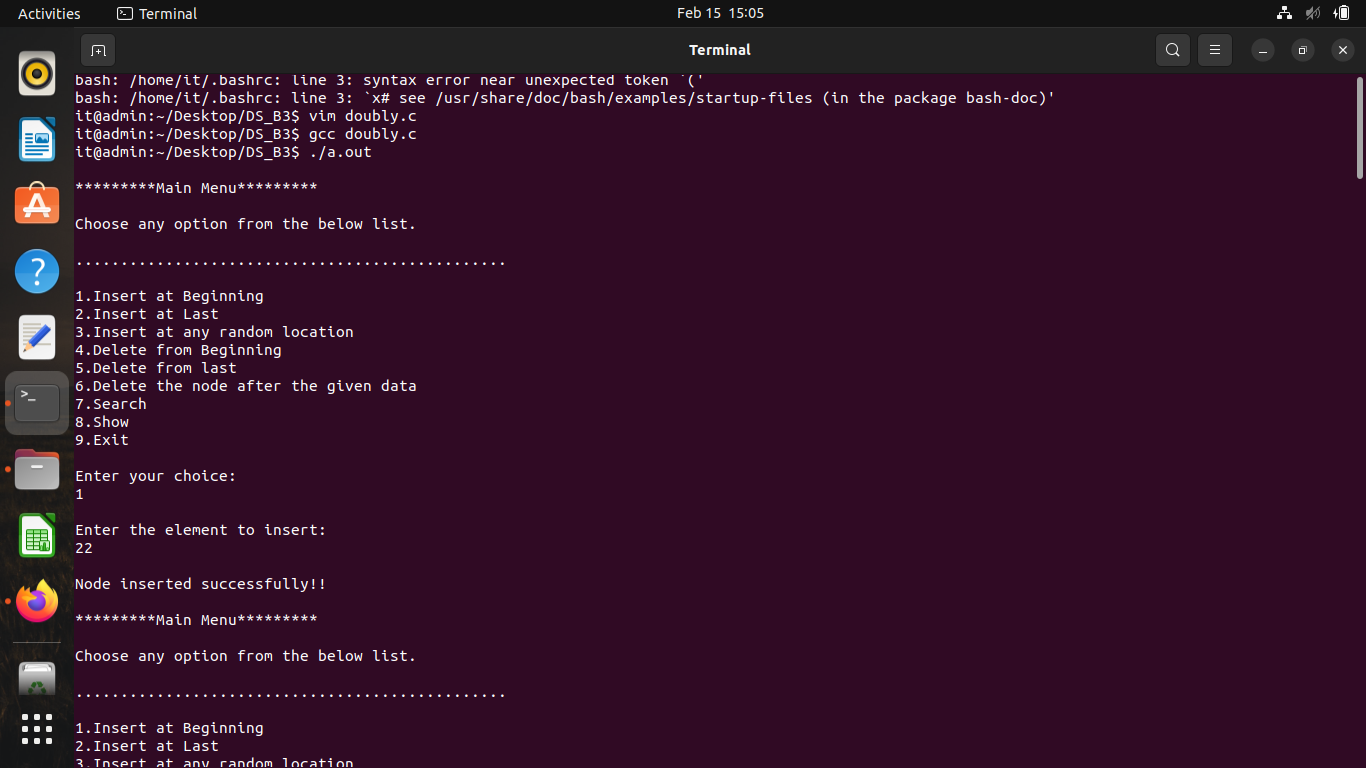 Activities
Terminal
Feb 15 15:05
Terminal
bash: /home/it/.bashrc: line 3: syntax error near unexpected token `('
bash: /home/it/.bashrc: line 3: `x# see /usr/share/doc/bash/examples/startup-files (in the package bash-doc)'
it@admin:~/Desktop/DS_B3$ vim doubly.c
it@admin:~/Desktop/DS_B3$ gcc doubly.c
it@admin:~/Desktop/DS_B3$ ./a.out
*********Main Menu*********
Choose any option from the below list.
................................................
1.Insert at Beginning
2.Insert at Last
3.Insert at any random location
4.Delete from Beginning
5.Delete from last
6.Delete the node after the given data
7.Search
8.Show
9.Exit
Enter your choice:
1
Enter the element to insert:
22
Node inserted successfully!!
*********Main Menu*********
Choose any option from the below list.
................................................
1.Insert at Beginning
2.Insert at Last
3.Insert at any random location